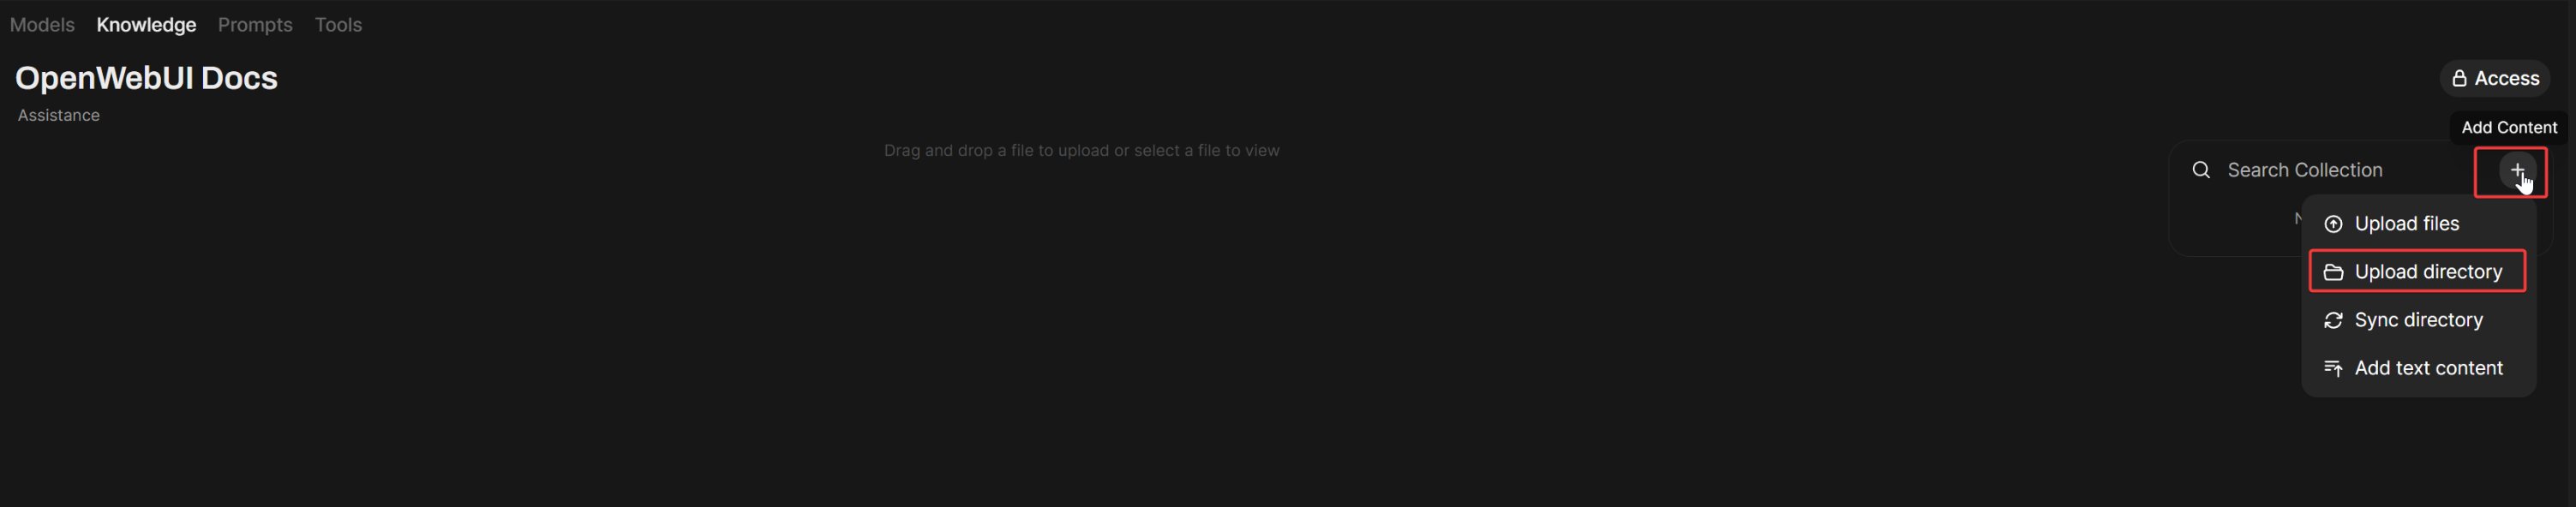 Models Knowledge Prompts Tools
OpenWebUI Docs
Access
Assistance
Add Content
Drag and drop a file to upload or select a file to view
Search Collection
Upload files
Upload directory
Sync directory
Add text content